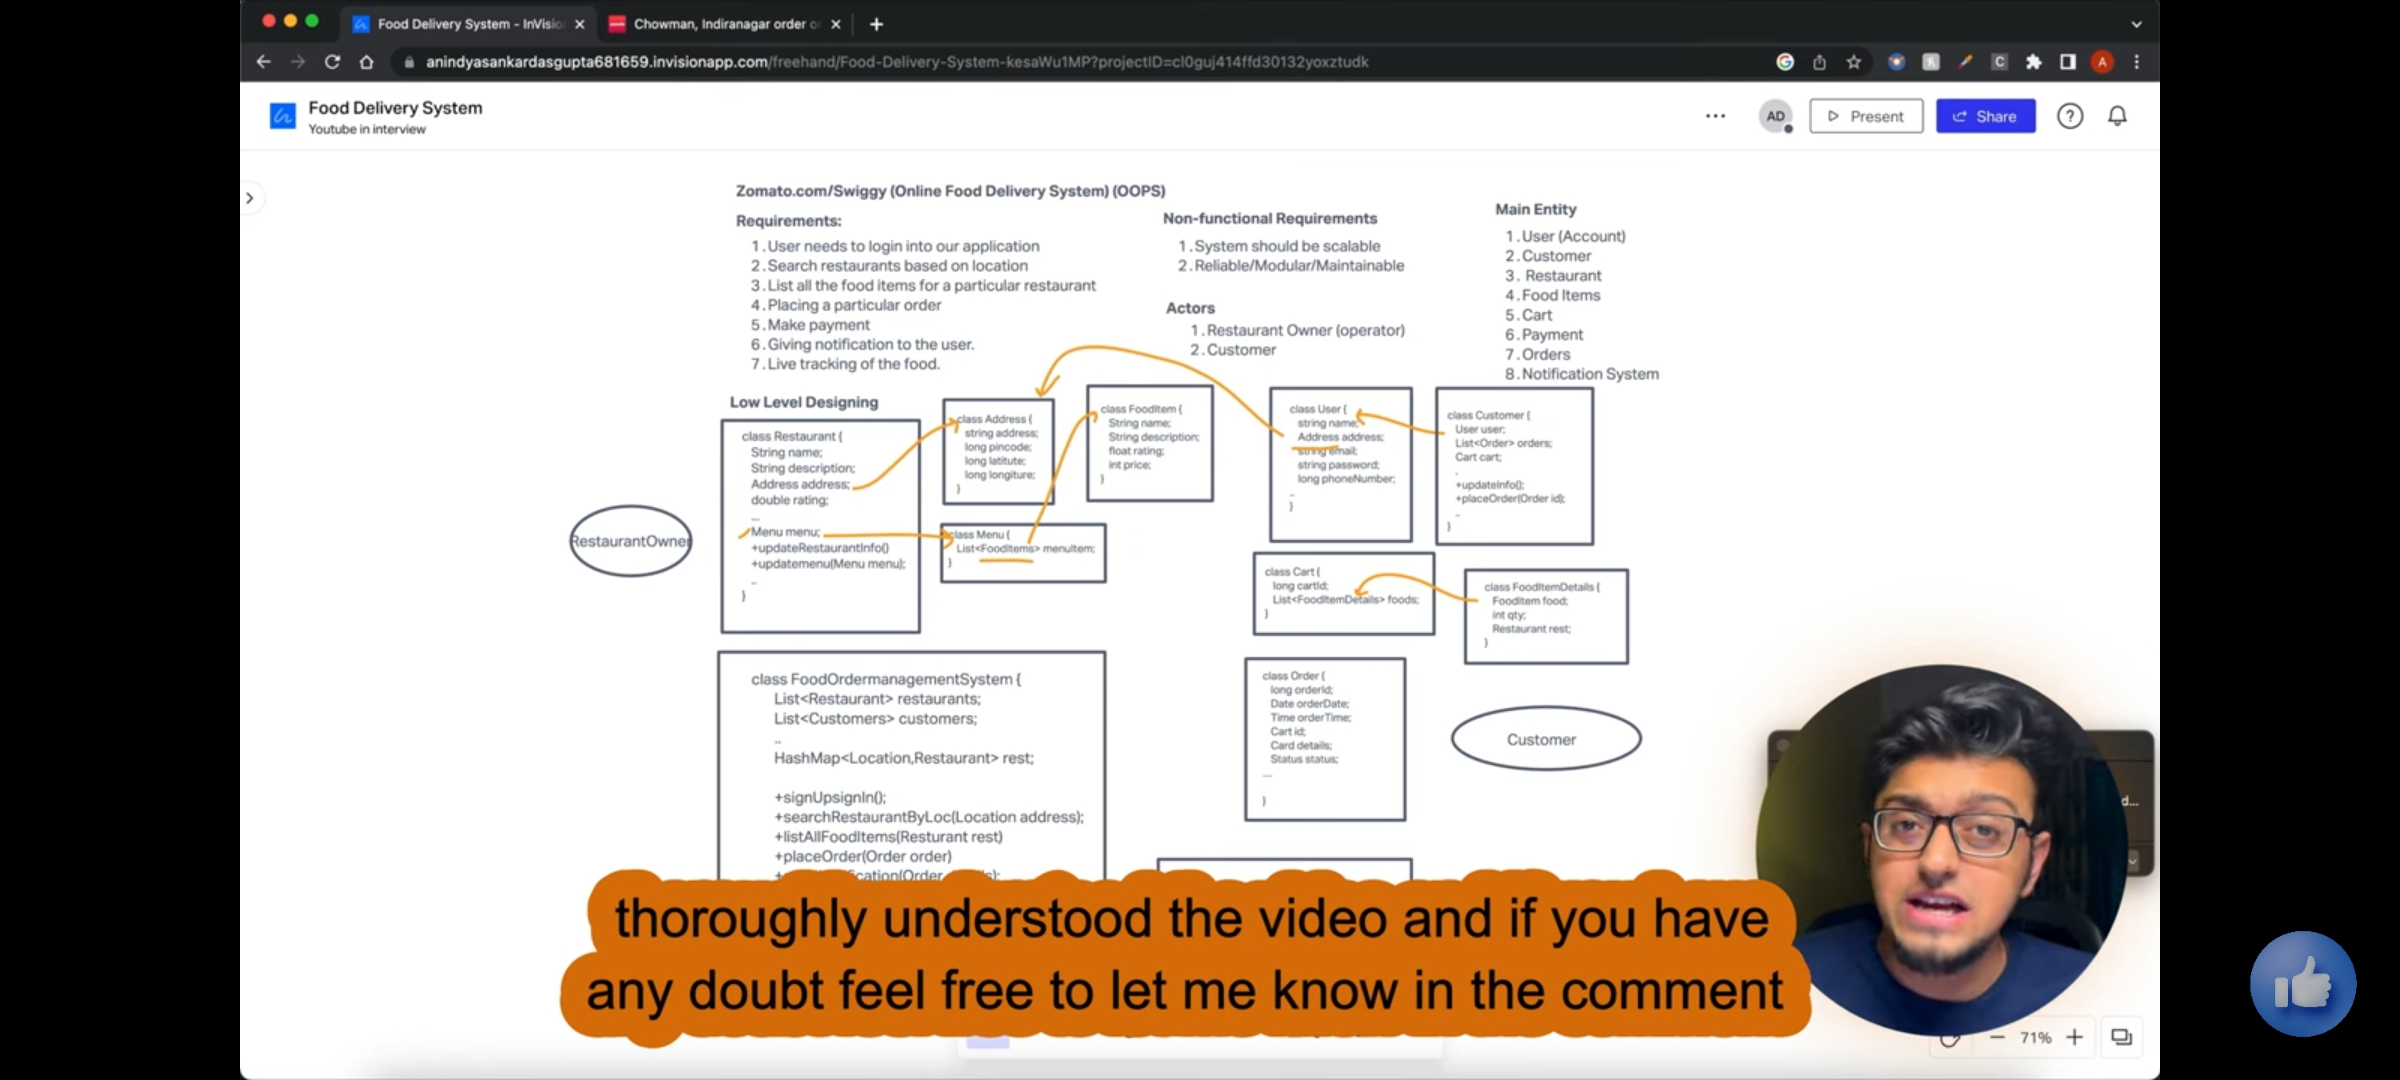 Food Delivery System - InVisio
Chowman, Indiranagar order o
anindyasankardasgupta681659.invisionapp.com/freehand/Food-Delivery-System-kesaWu1MP?projectID=cl0guj414ffd30132yoxztudk
Food Delivery System
Youtube in interview
AD
Present
Share
Zomato.com/Swiggy (Online Food Delivery System) (OOPS)
Requirements:
1. User needs to login into our application
2. Search restaurants based on location
3. List all the food items for a particular restaurant
4. Placing a particular order
5. Make payment
6. Giving notification to the user.
7. Live tracking of the food.
Non-functional Requirements
1. System should be scalable
2. Reliable/Modular/Maintainable
Actors
1. Restaurant Owner (operator)
2. Customer
Main Entity
1. User (Account)
2. Customer
3. Restaurant
4. Food Items
5. Cart
6. Payment
7. Orders
8. Notification System
Low Level Designing
class Restaurant {
String name;
String description;
Address address;
double rating;
...
Menu menu;
+updateRestaurantInfo()
+updatemenu(Menu menu);
..
}
class Address {
string address;
long pincode;
long latitute;
long longiture;
}
class FoodItem {
String name;
String description;
float rating;
int price;
}
class Menu {
List<FoodItems> menuItem;
}
class User {
string name;
Address address;
string email;
string password;
long phoneNumber;
..
}
class Customer {
User user;
List<Order> orders;
Cart cart;
.
+updateInfo();
+placeOrder(Order id);
..
}
RestaurantOwner
class Cart {
long cartId;
List<FoodItemDetails> foods;
}
class FoodItemDetails {
FoodItem food;
int qty;
Restaurant rest;
}
class FoodOrdermanagementSystem {
List<Restaurant> restaurants;
List<Customers> customers;
..
HashMap<Location,Restaurant> rest;
+signUpsignIn();
+searchRestaurantByLoc(Location address);
+listAllFoodItems(Resturant rest)
+placeOrder(Order order)
class Order {
long orderId;
Date orderDate;
Time orderTime;
Cart id;
Card details;
Status status;
....
}
Customer
d...
thoroughly understood the video and if you have
any doubt feel free to let me know in the comment
71%